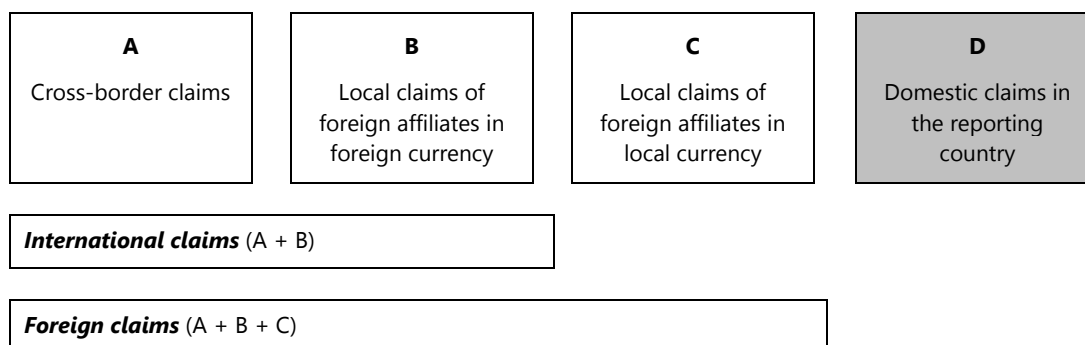 A
Cross-border claims
B
Local claims of
foreign affiliates in
foreign currency
C
Local claims of
foreign affiliates in
local currency
D
Domestic claims in
the reporting
country
International claims (A + B)
Foreign claims (A + B + C)